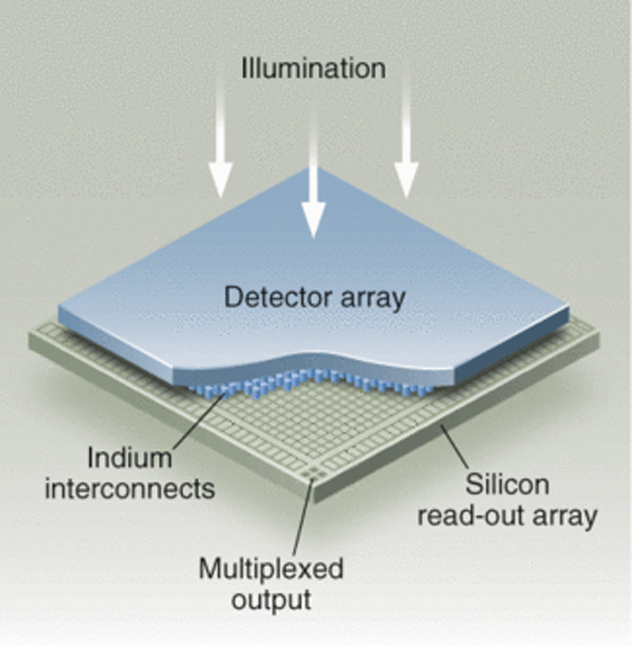 Illumination
Detector array
Indium
interconnects
Silicon
read-out array
Multiplexed
output